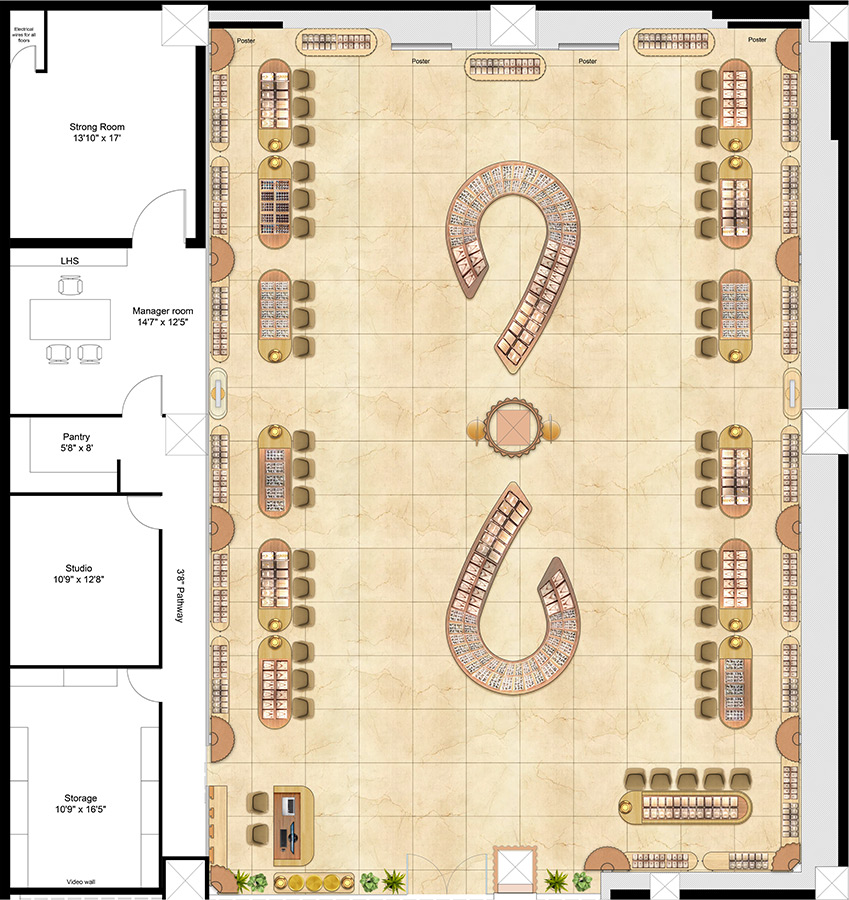 Electrical
wires for all
floors
Poster
Poster
Poster
Poster
Strong Room
13'10" x 17'
LHS
Manager room
14'7" x 12'5"
Pantry
5'8" x 8'
Studio
10'9" x 12'8"
3'8" Pathway
Storage
10'9" x 16'5"
Video wall